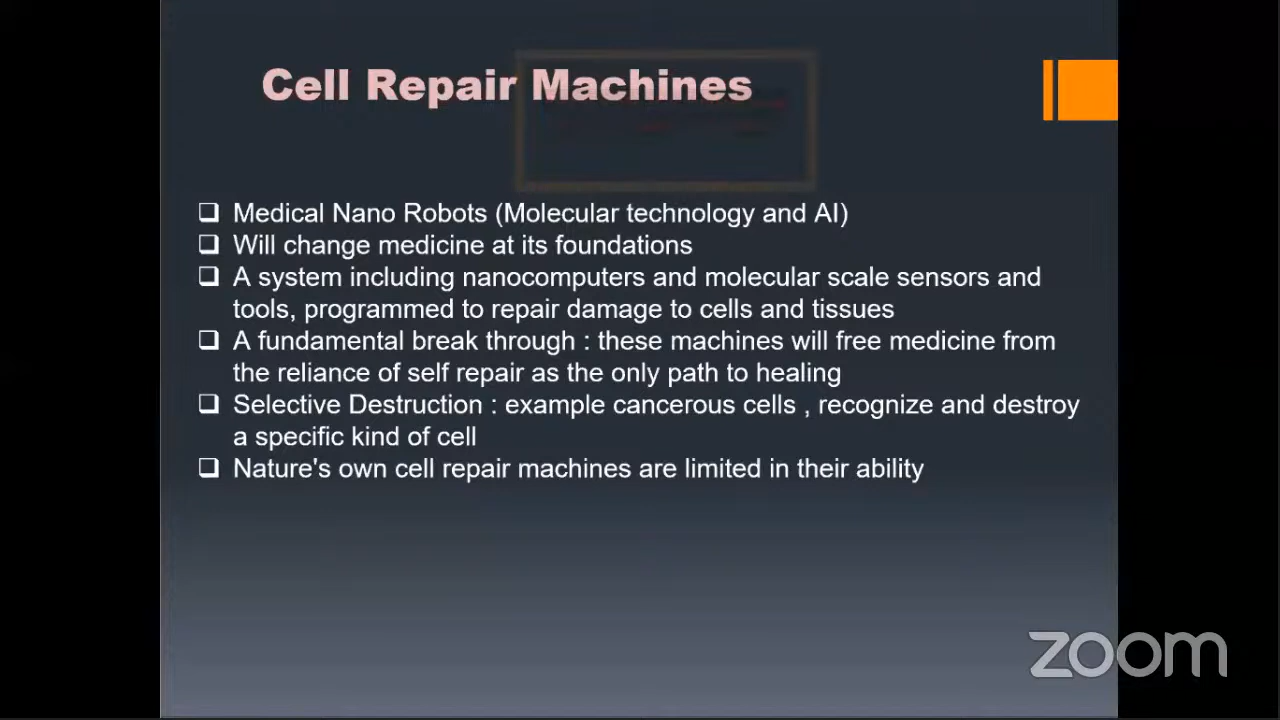 Cell Repair Machines
❑ Medical Nano Robots (Molecular technology and AI)
❑ Will change medicine at its foundations
❑ A system including nanocomputers and molecular scale sensors and
tools, programmed to repair damage to cells and tissues
❑ A fundamental break through : these machines will free medicine from
the reliance of self repair as the only path to healing
❑ Selective Destruction : example cancerous cells , recognize and destroy
a specific kind of cell
❑ Nature's own cell repair machines are limited in their ability
zoom